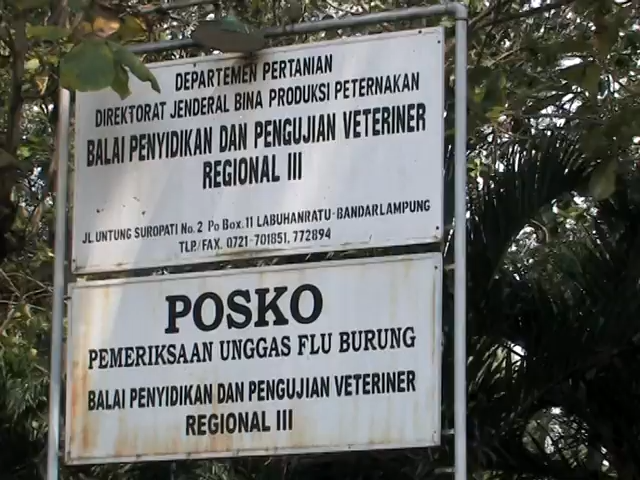 DEPARTEMEN PERTANIAN
DIREKTORAT JENDERAL BINA PRODUKSI PETERNAKAN
BALAI PENYIDIKAN DAN PENGUJIAN VETERINER
REGIONAL III
JL. UNTUNG SUROPATI No. 2 Po Box. 11 LABUHANRATU - BANDARLAMPUNG
TLP./FAX. 0721-701851, 772894
POSKO
PEMERIKSAAN UNGGAS FLU BURUNG
BALAI PENYIDIKAN DAN PENGUJIAN VETERINER
REGIONAL III